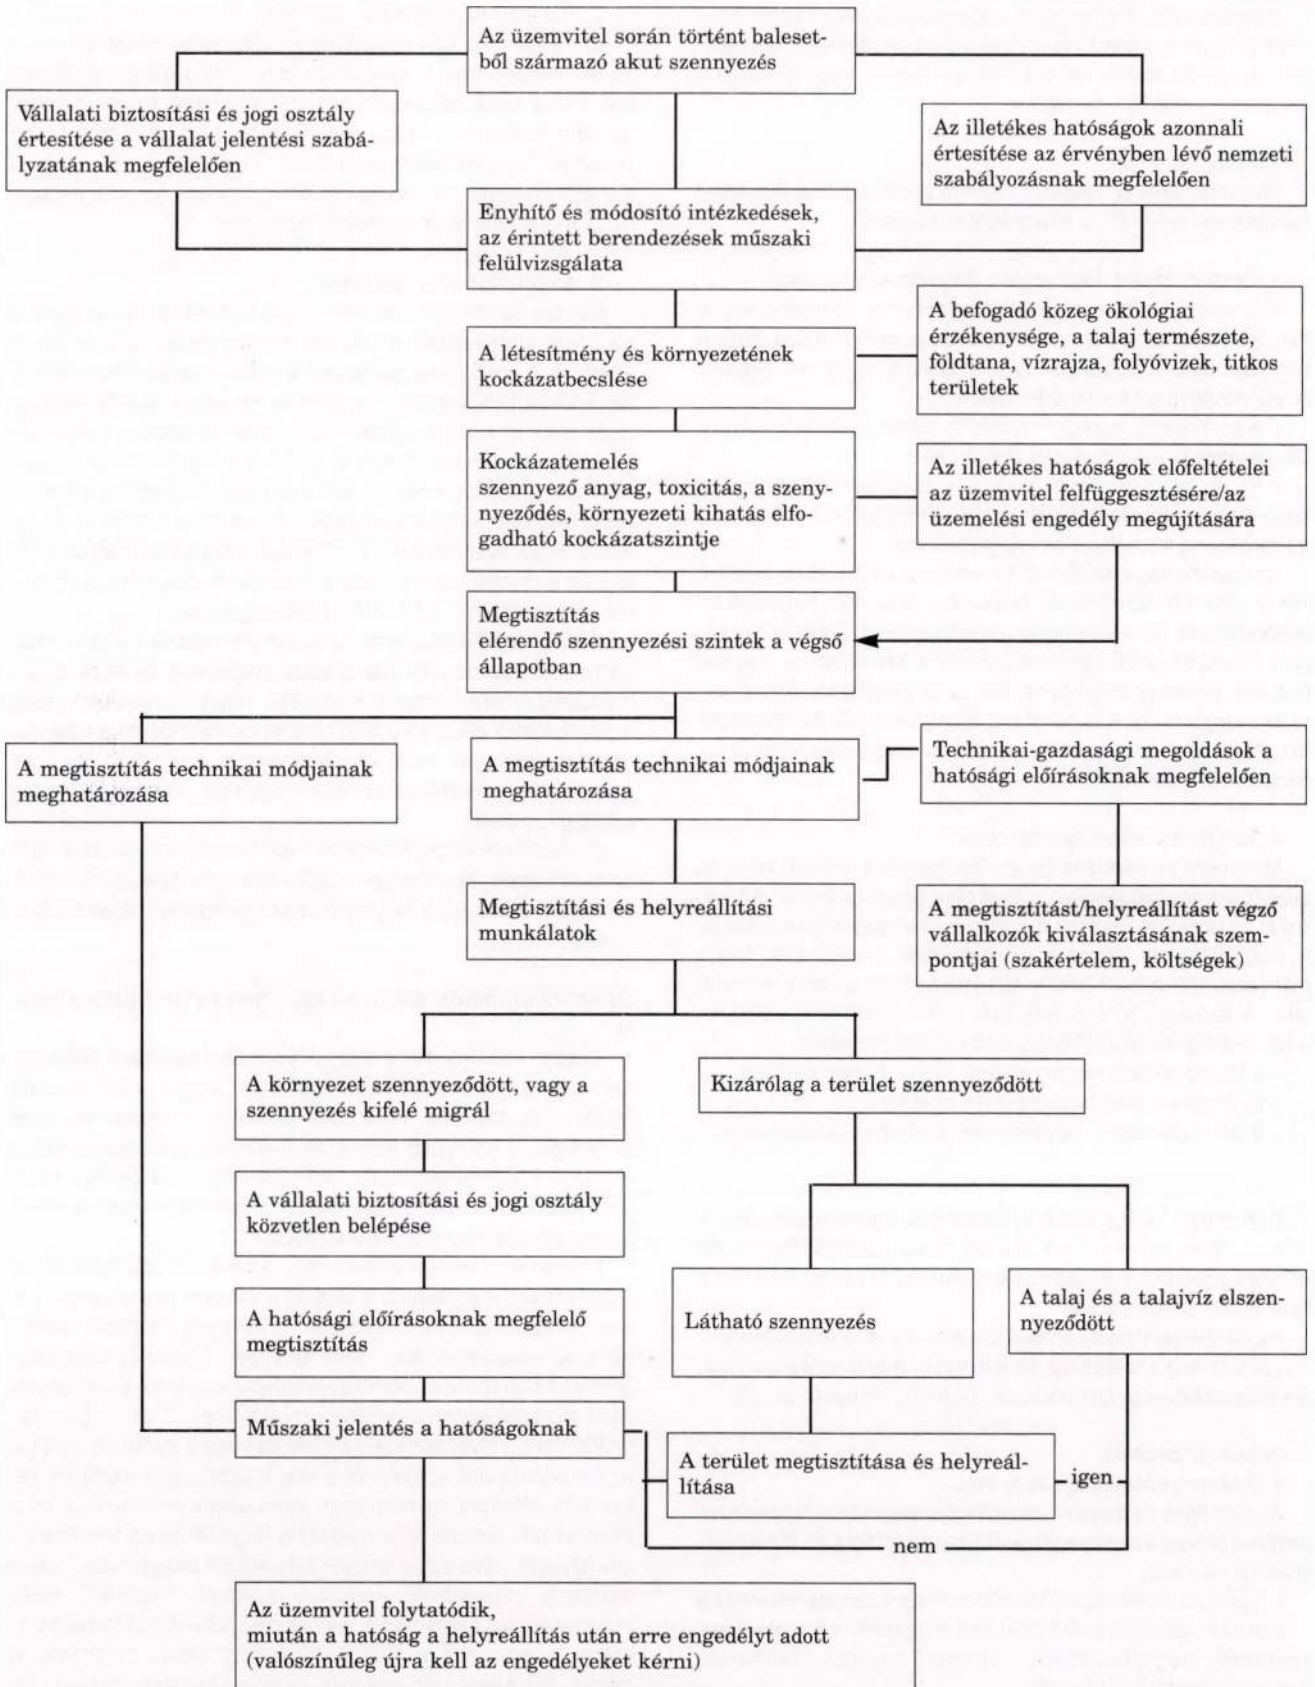 Az üzemvitel során történt baleset-
ből származó akut szennyezés
Vállalati biztosítási és jogi osztály
értesítése a vállalat jelentési szabá-
lyzatának megfelelően
Az illetékes hatóságok azonnali
értesítése az érvényben lévő nemzeti
szabályozásnak megfelelően
Enyhítő és módosító intézkedések,
az érintett berendezések műszaki
felülvizsgálata
A létesítmény és környezetének
kockázatbecslése
A befogadó közeg ökológiai
érzékenysége, a talaj természete,
földtana, vízrajza, folyóvizek, titkos
területek
Kockázatemelés
szennyező anyag, toxicitás, a szeny-
nyeződés, környezeti kihatás elfo-
gadható kockázatszintje
Az illetékes hatóságok előfeltételei
az üzemvitel felfüggesztésére/az
üzemelési engedély megújítására
Megtisztítás
elérendő szennyezési szintek a végső
állapotban
A megtisztítás technikai módjainak
meghatározása
A megtisztítás technikai módjainak
meghatározása
Technikai-gazdasági megoldások a
hatósági előírásoknak megfelelően
Megtisztítási és helyreállítási
munkálatok
A megtisztítást/helyreállítást végző
vállalkozók kiválasztásának szem-
pontjai (szakértelem, költségek)
A környezet szennyeződött, vagy a
szennyezés kifelé migrál
Kizárólag a terület szennyeződött
A vállalati biztosítási és jogi osztály
közvetlen belépése
A hatósági előírásoknak megfelelő
megtisztítás
Látható szennyezés
A talaj és a talajvíz elszen-
nyeződött
Műszaki jelentés a hatóságoknak
A terület megtisztítása és helyreál-
lítása
igen
nem
Az üzemvitel folytatódik,
miután a hatóság a helyreállítás után erre engedélyt adott
(valószínűleg újra kell az engedélyeket kérni)